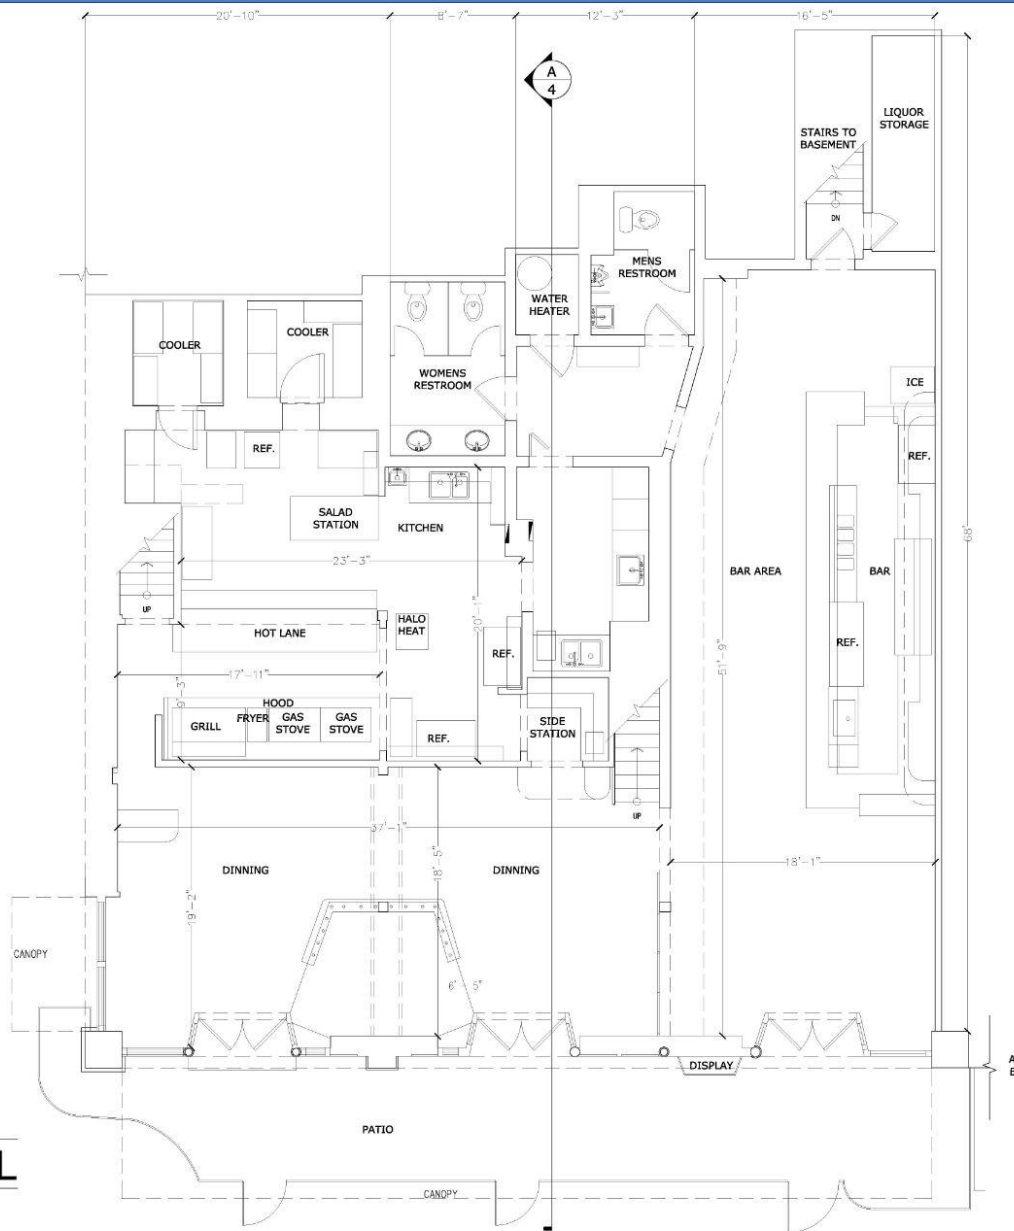 20'-10"
8'-7"
12'-3"
16'-5"
A
4
LIQUOR
STORAGE
STAIRS TO
BASEMENT
DN
MENS
RESTROOM
WATER
HEATER
COOLER
COOLER
WOMENS
RESTROOM
ICE
REF.
REF.
SALAD
STATION
KITCHEN
68'
23'-3"
BAR AREA
BAR
UP
HALO
HEAT
20'-1"
HOT LANE
REF.
REF.
51'-9"
17'-11"
9'-3"
HOOD
GRILL
FRYER
GAS
STOVE
GAS
STOVE
REF.
SIDE
STATION
UP
37'-1"
18'-5"
18'-1"
DINNING
DINNING
19'-2"
CANOPY
6'-5"
DISPLAY
A
PATIO
L
CANOPY